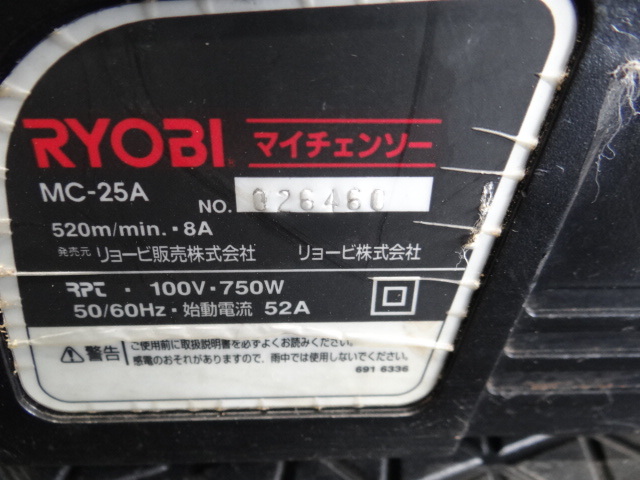 RYOBI マイチェンソー
MC-25A NO. 026460
520m/min.・8A
発売元 リョービ販売株式会社 リョービ株式会社
RPT ・ 100V・750W
50/60Hz・始動電流 52A
警告 ご使用前に取扱説明書を必ずよくお読みください。
感電のおそれがありますので、雨中では使用しないでください。
691 6336